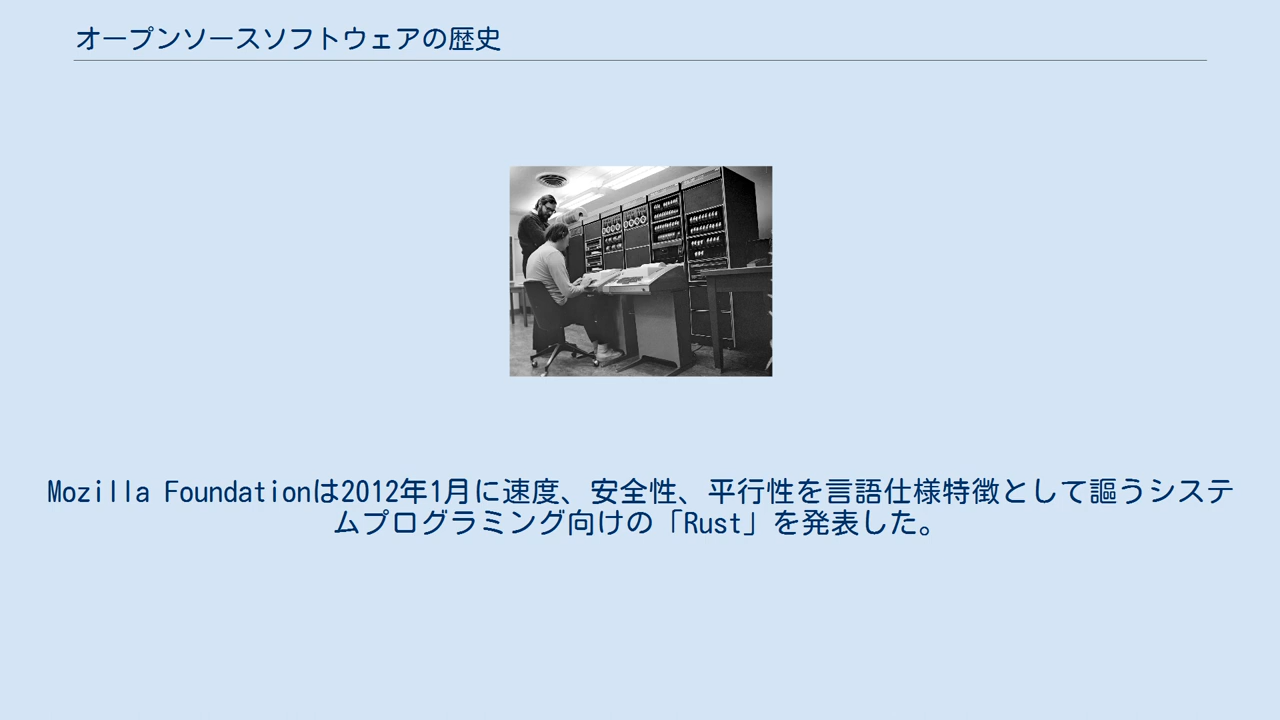 オープンソースソフトウェアの歴史
Mozilla Foundationは2012年1月に速度、安全性、平行性を言語仕様特徴として謳うシステ
ムプログラミング向けの「Rust」を発表した。